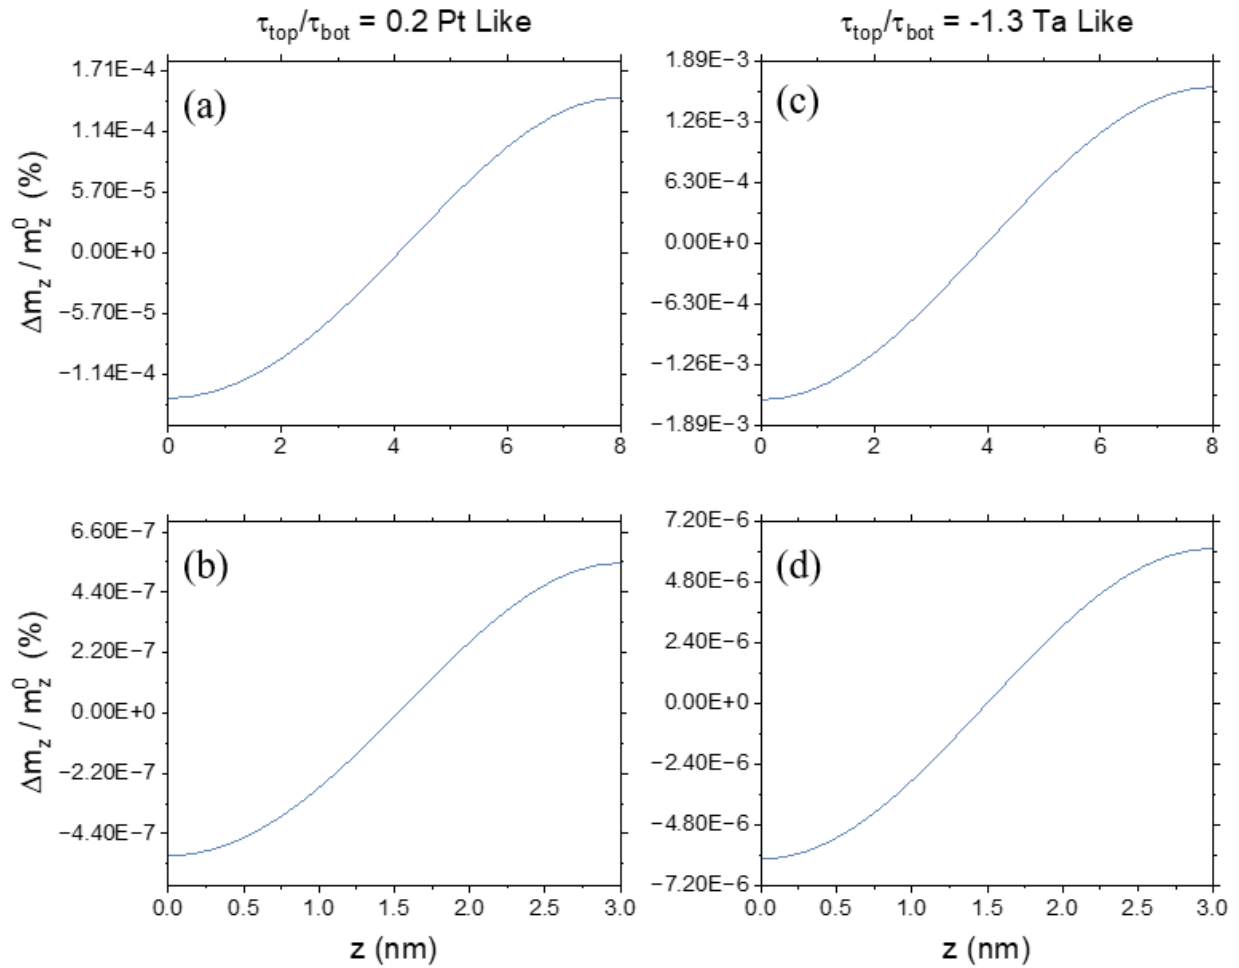 τtop/τbot = 0.2 Pt Like
τtop/τbot = -1.3 Ta Like
(a)
1.71E−4
1.14E−4
5.70E−5
0.00E+0
−5.70E−5
−1.14E−4
0 2 4 6 8
Δmz / m0z (%)
(c)
1.89E−3
1.26E−3
6.30E−4
0.00E+0
−6.30E−4
−1.26E−3
−1.89E−3
0 2 4 6 8
(b)
6.60E−7
4.40E−7
2.20E−7
0.00E+0
−2.20E−7
−4.40E−7
0.0 0.5 1.0 1.5 2.0 2.5 3.0
Δmz / m0z (%)
z (nm)
(d)
7.20E−6
4.80E−6
2.40E−6
0.00E+0
−2.40E−6
−4.80E−6
−7.20E−6
0.0 0.5 1.0 1.5 2.0 2.5 3.0
z (nm)